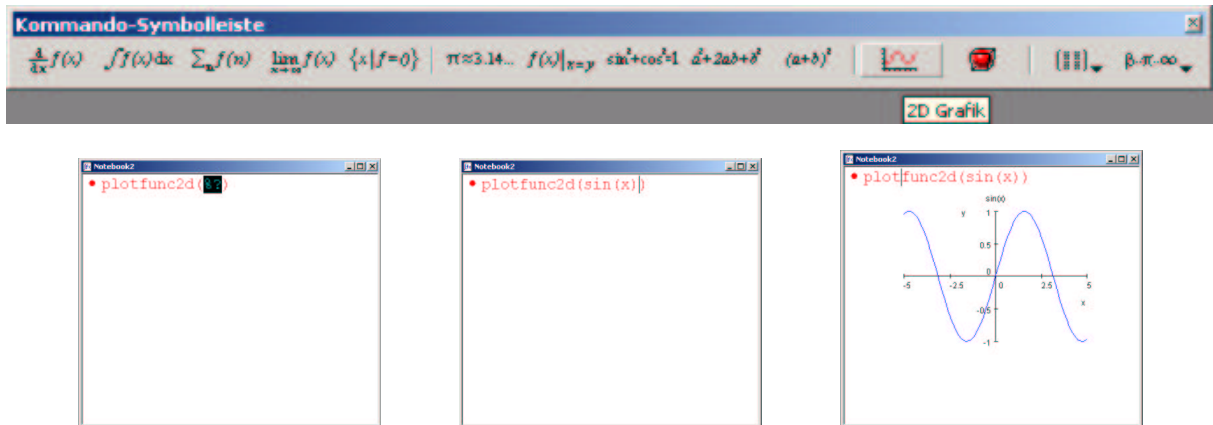 Kommando-Symbolleiste
d/dx f(x) ∫f(x)dx ∑ₙf(n) lim x→∞ f(x) {x|f=0} π≈3.14... f(x)|x=y sin²+cos²=1 a²+2ab+b² (a+b)² β·π·∞
2D Grafik
Notebook2
plotfunc2d(%?)
Notebook2
plotfunc2d(sin(x))
Notebook2
plotfunc2d(sin(x))
sin(x)
y
1
0.5
0
-5 -2.5 0 2.5 5
x
-0.5
-1